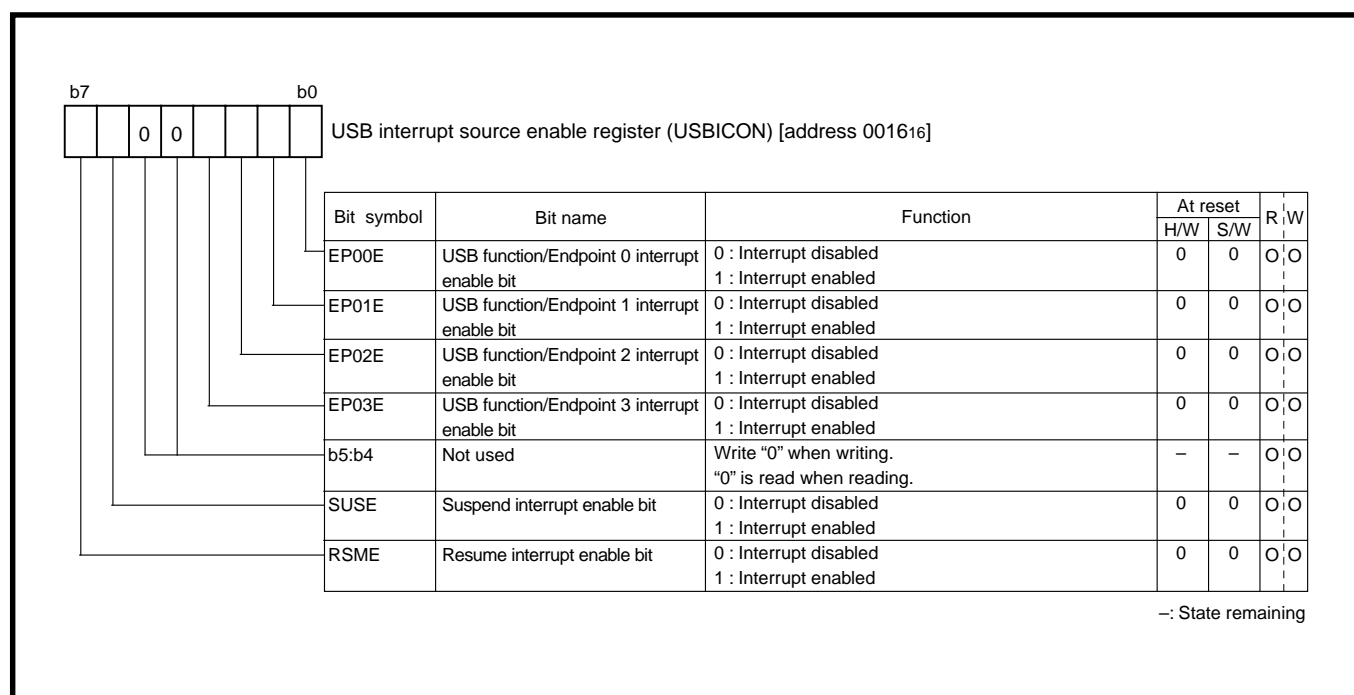 b7 b0
0 0
USB interrupt source enable register (USBICON) [address 001616]
Bit symbol Bit name Function At reset R W
H/W S/W
EP00E USB function/Endpoint 0 interrupt 0 : Interrupt disabled 0 0 O O
enable bit 1 : Interrupt enabled
EP01E USB function/Endpoint 1 interrupt 0 : Interrupt disabled 0 0 O O
enable bit 1 : Interrupt enabled
EP02E USB function/Endpoint 2 interrupt 0 : Interrupt disabled 0 0 O O
enable bit 1 : Interrupt enabled
EP03E USB function/Endpoint 3 interrupt 0 : Interrupt disabled 0 0 O O
enable bit 1 : Interrupt enabled
b5:b4 Not used Write “0” when writing. – – O O
“0” is read when reading.
SUSE Suspend interrupt enable bit 0 : Interrupt disabled 0 0 O O
1 : Interrupt enabled
RSME Resume interrupt enable bit 0 : Interrupt disabled 0 0 O O
1 : Interrupt enabled
–: State remaining